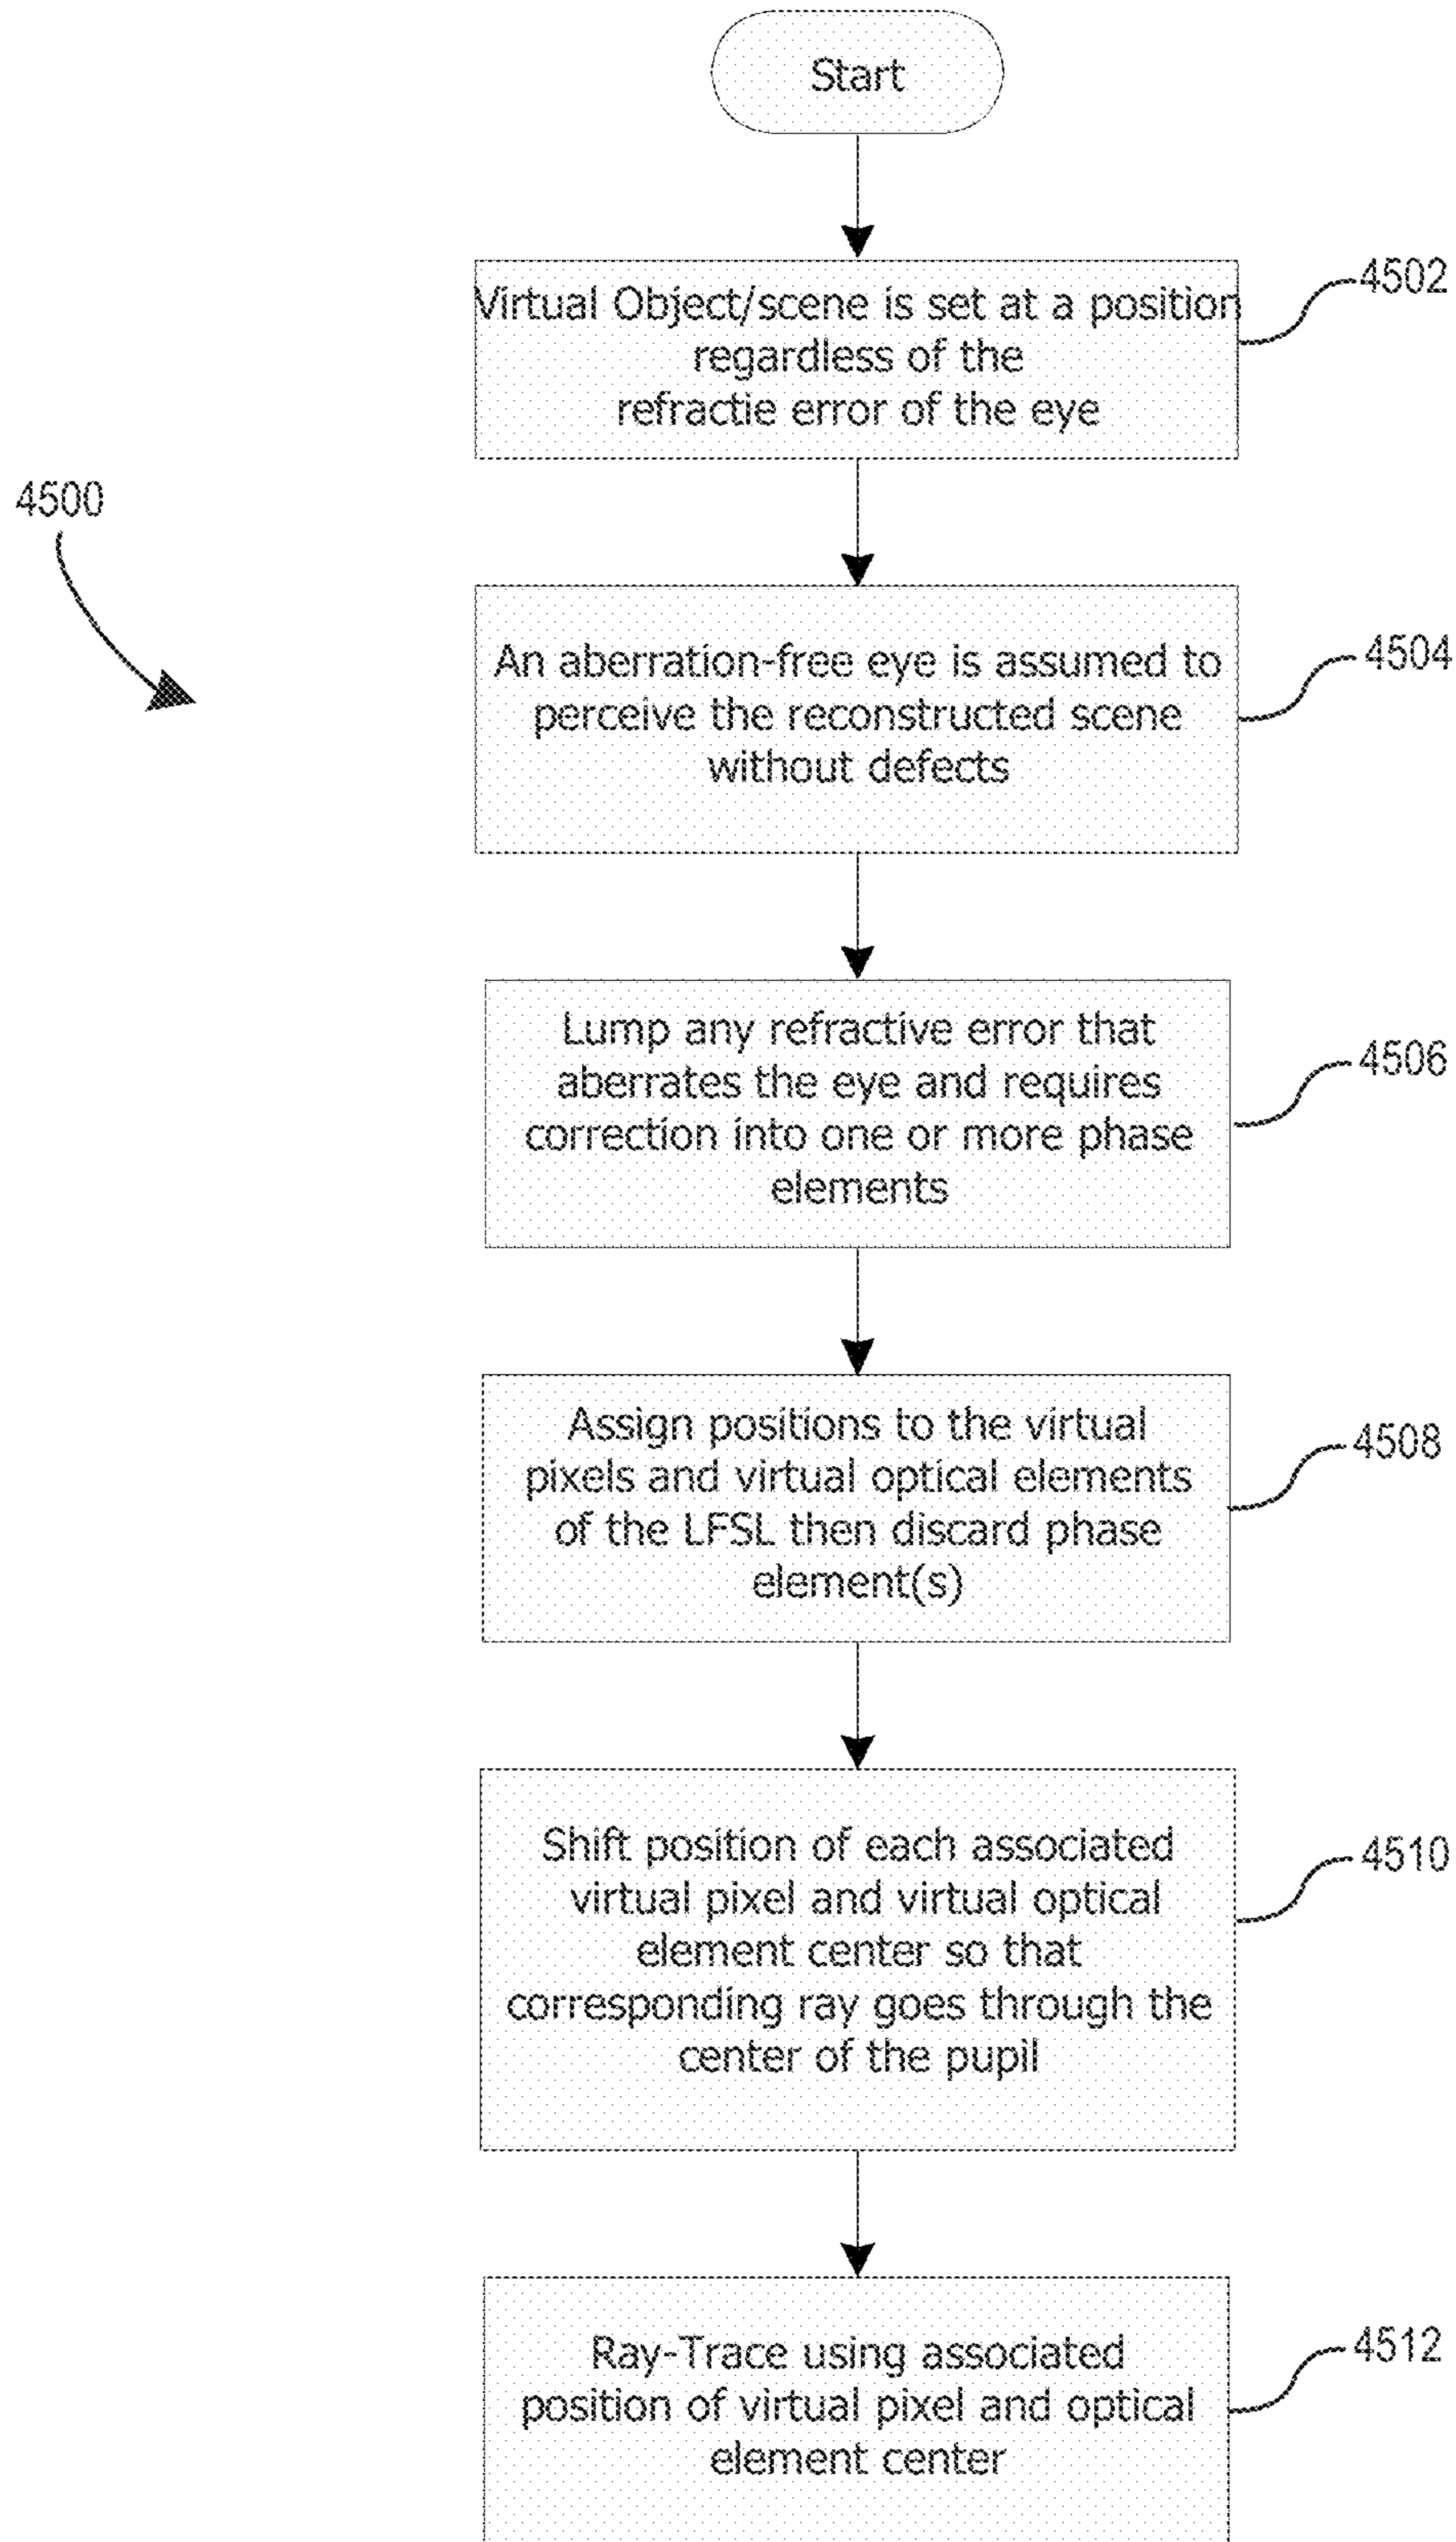 Start
Virtual Object/scene is set at a position
regardless of the
refractie error of the eye
4502
4500
An aberration-free eye is assumed to
perceive the reconstructed scene
without defects
4504
Lump any refractive error that
aberrates the eye and requires
correction into one or more phase
elements
4506
Assign positions to the virtual
pixels and virtual optical elements
of the LFSL then discard phase
element(s)
4508
Shift position of each associated
virtual pixel and virtual optical
element center so that
corresponding ray goes through the
center of the pupil
4510
Ray-Trace using associated
position of virtual pixel and optical
element center
4512